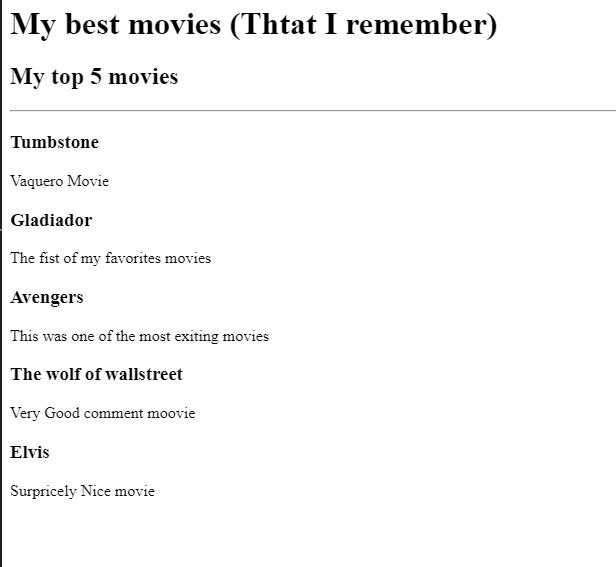 My best movies (Thtat I remember)
My top 5 movies
Tumbstone
Vaquero Movie
Gladiador
The fist of my favorites movies
Avengers
This was one of the most exiting movies
The wolf of wallstreet
Very Good comment moovie
Elvis
Surpricely Nice movie